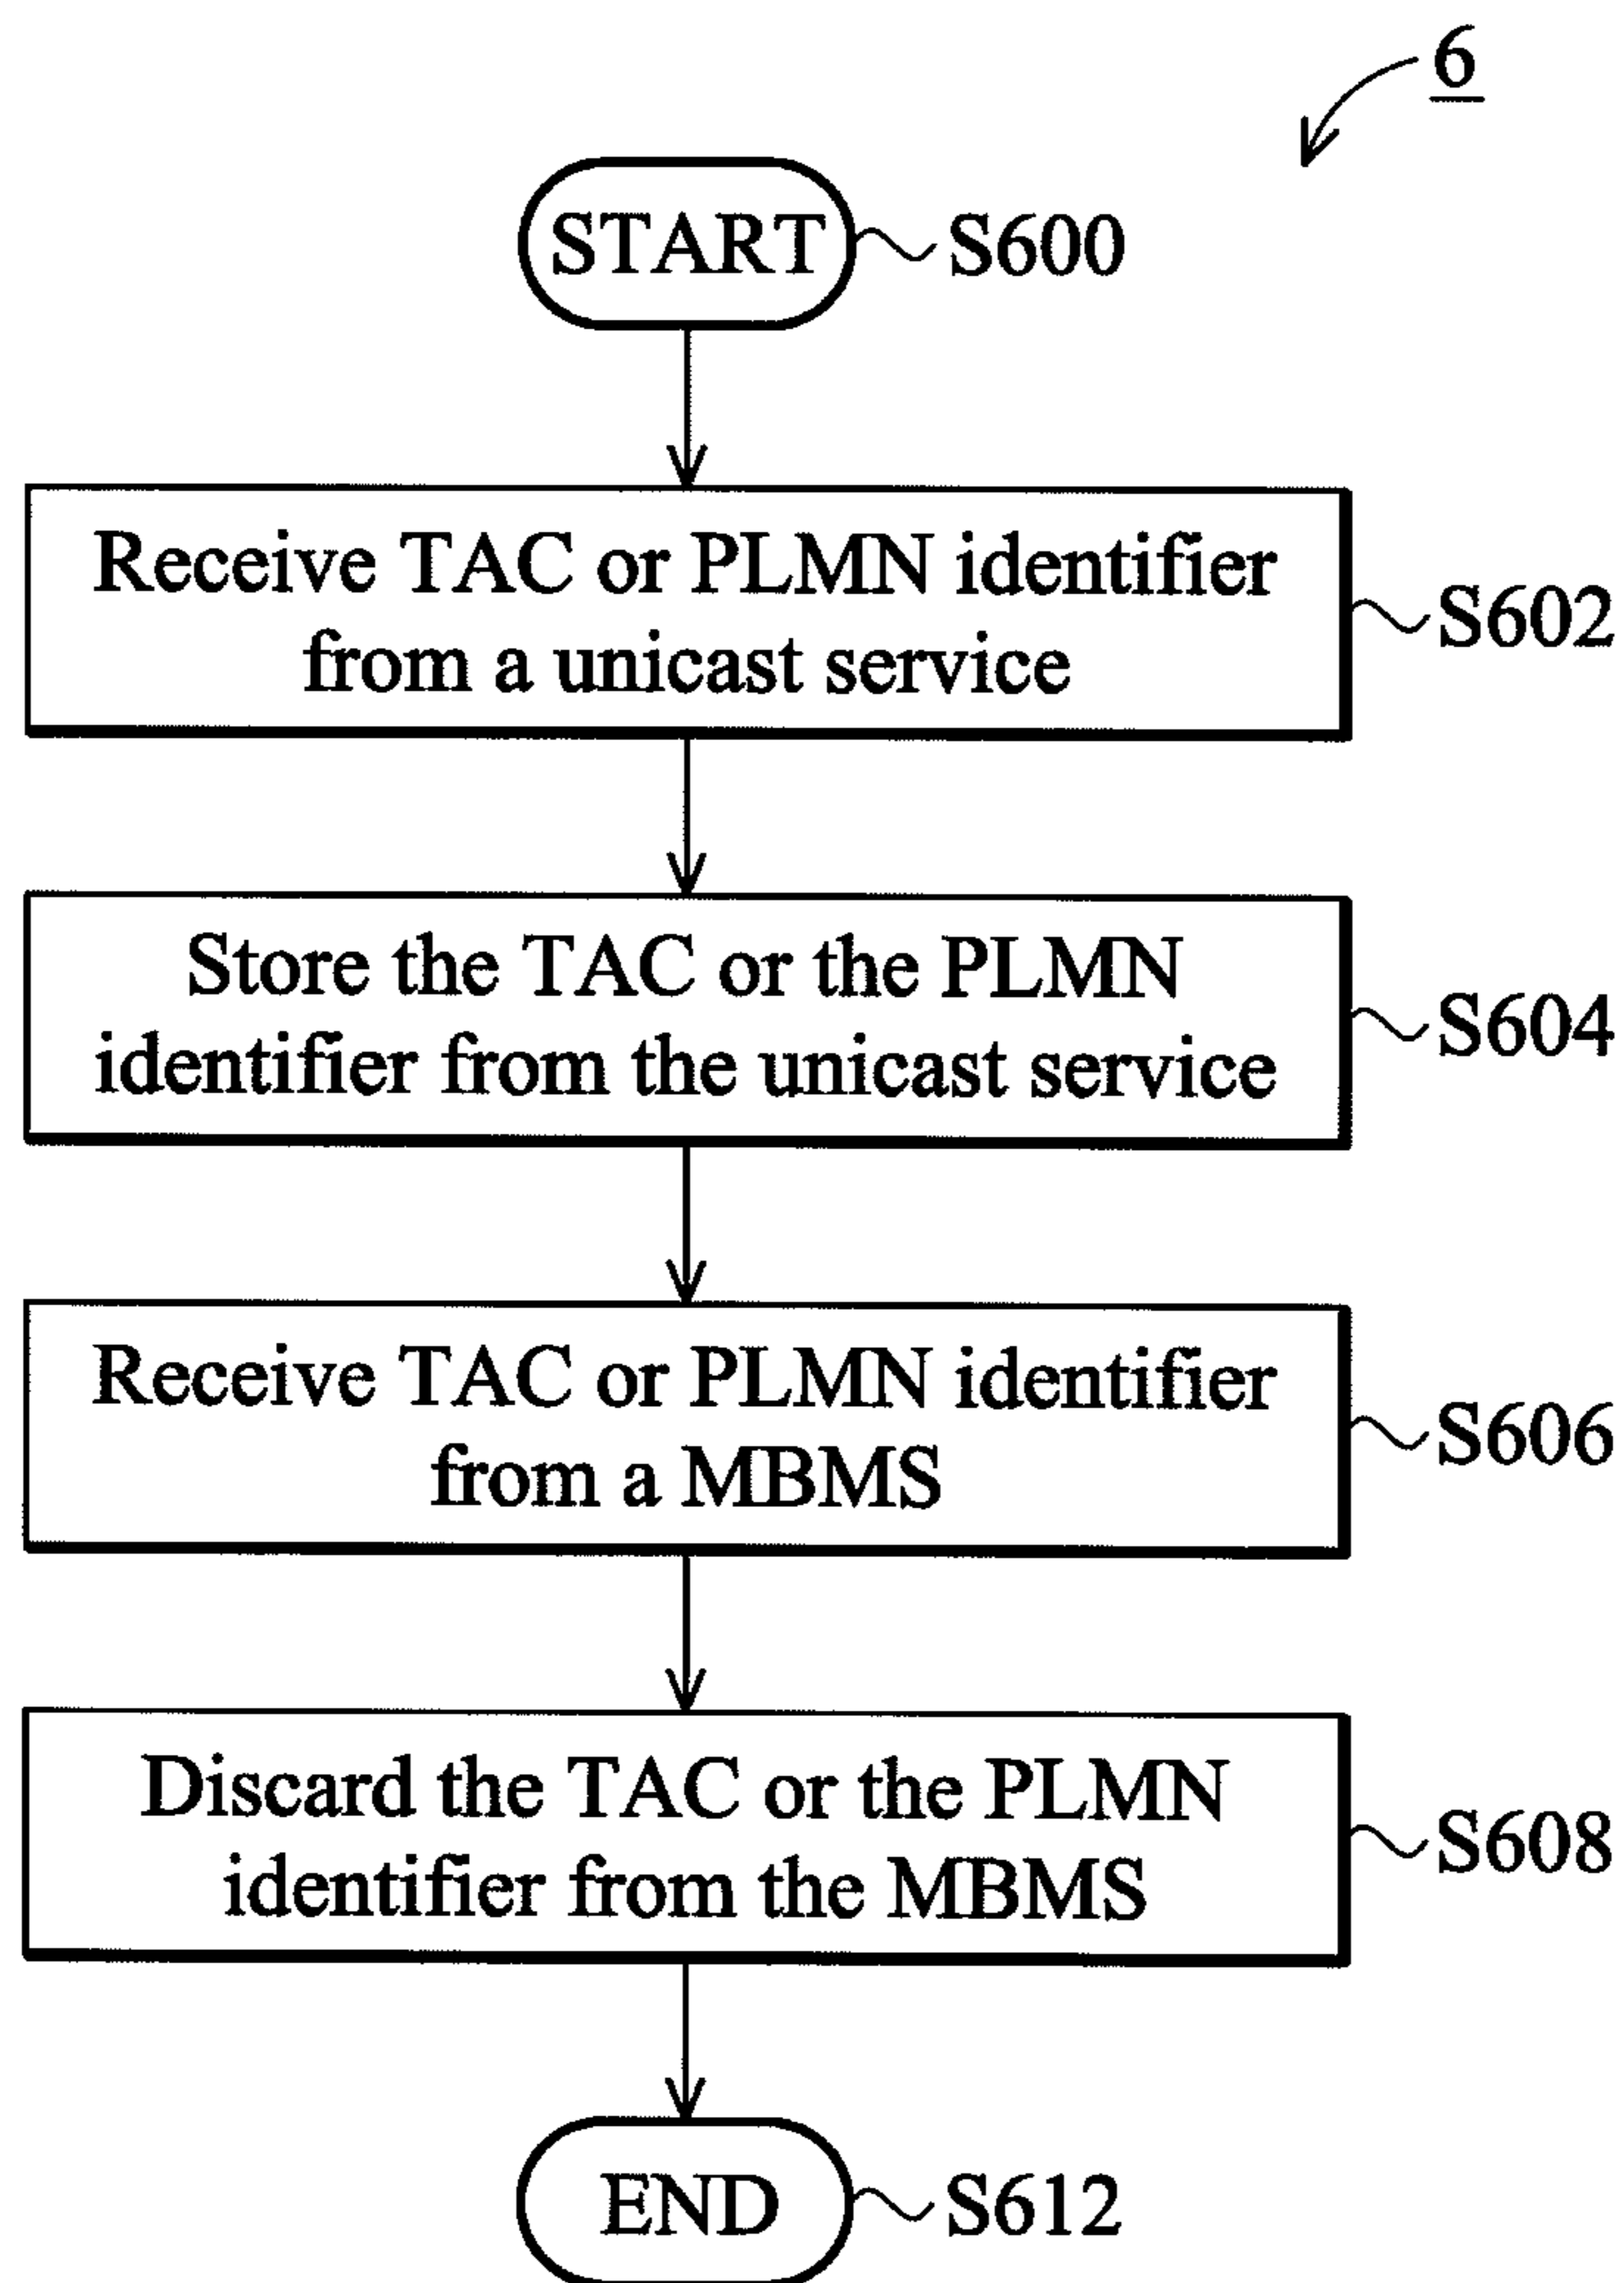 6
START
S600
Receive TAC or PLMN identifier
from a unicast service
S602
Store the TAC or the PLMN
identifier from the unicast service
S604
Receive TAC or PLMN identifier
from a MBMS
S606
Discard the TAC or the PLMN
identifier from the MBMS
S608
END
S612